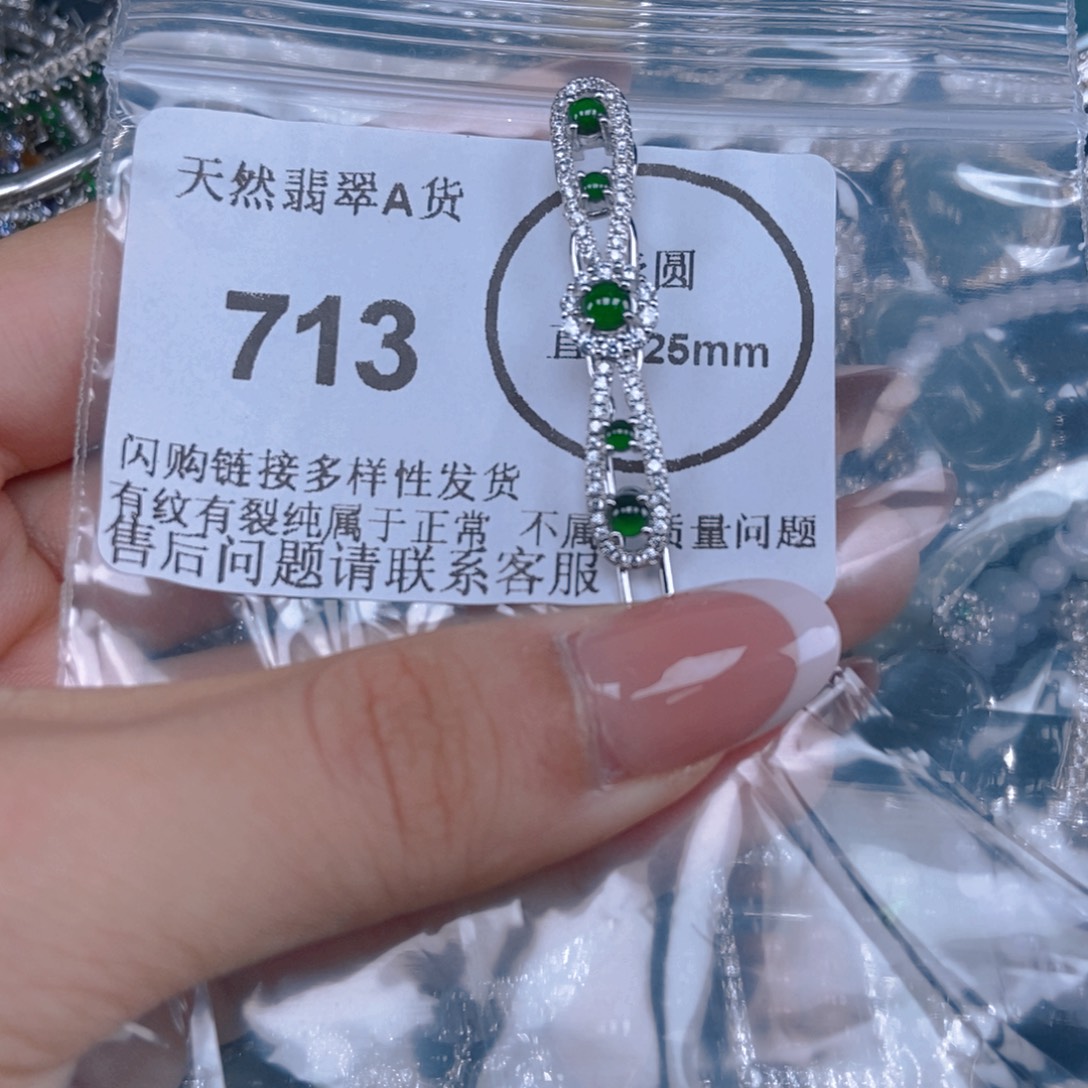 天然翡翠A货
713
圆
直 25mm
闪购链接多样性发货
有纹有裂纯属于正常 不属 质量问题
售后问题请联系客服